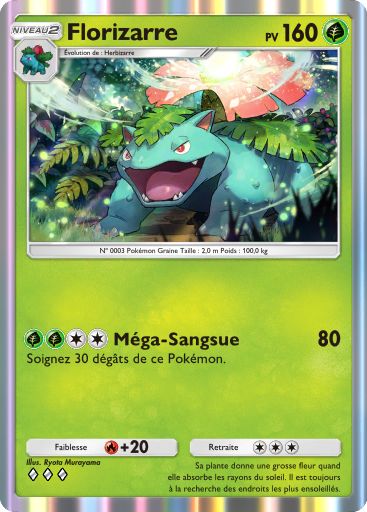 NIVEAU 2
Florizarre
PV 160
Évolution de : Herbizarre
N° 0003 Pokémon Graine Taille : 2,0 m Poids : 100,0 kg
Méga-Sangsue 80
Soignez 30 dégâts de ce Pokémon.
Faiblesse +20
Retraite
Illus. Ryota Murayama
Sa plante donne une grosse fleur quand
elle absorbe les rayons du soleil. Il est toujours
à la recherche des endroits les plus ensoleillés.